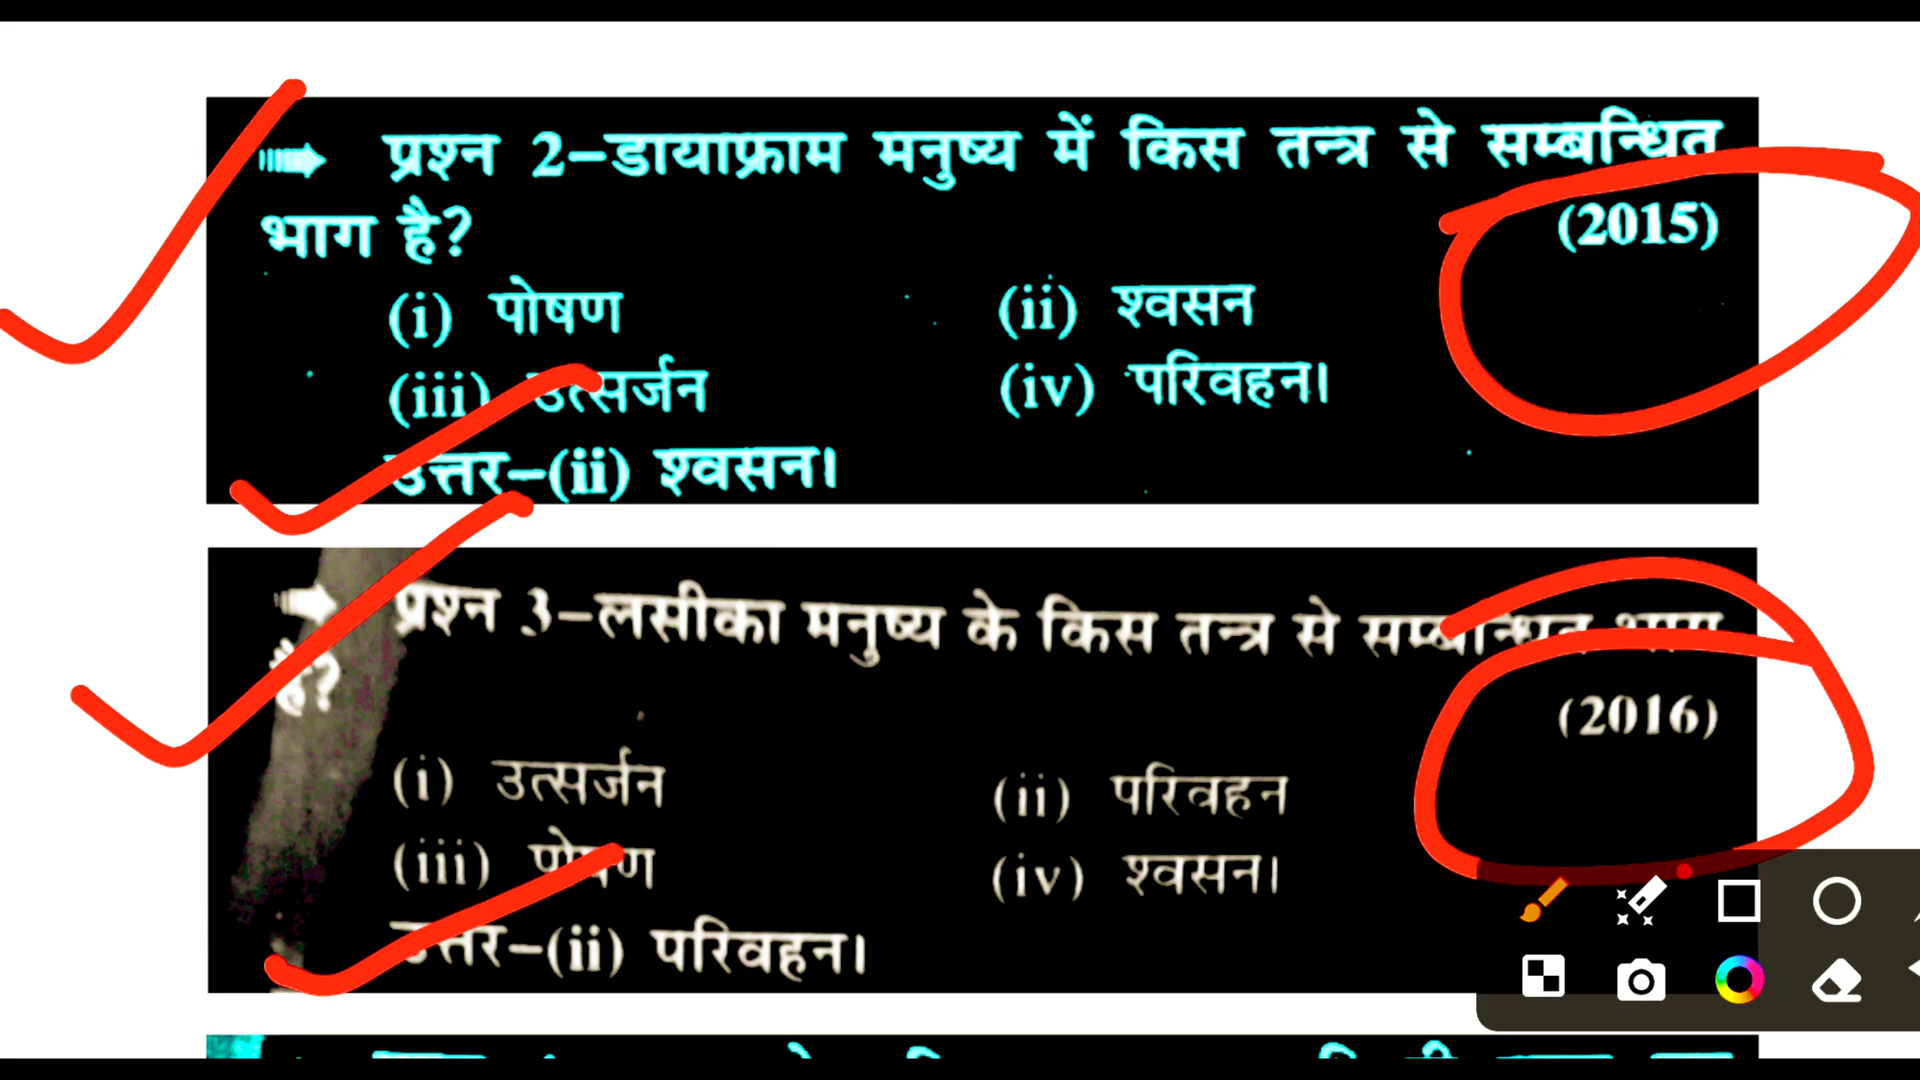 प्रश्न 2–डायाफ्राम मनुष्य में किस तन्त्र से सम्बन्धित
भाग है? (2015)
(i) पोषण (ii) श्वसन
(iii) उत्सर्जन (iv) परिवहन।
उत्तर–(ii) श्वसन।
प्रश्न 3–लसीका मनुष्य के किस तन्त्र से सम्बन्धित भाग
है? (2016)
(i) उत्सर्जन (ii) परिवहन
(iii) पोषण (iv) श्वसन।
उत्तर–(ii) परिवहन।